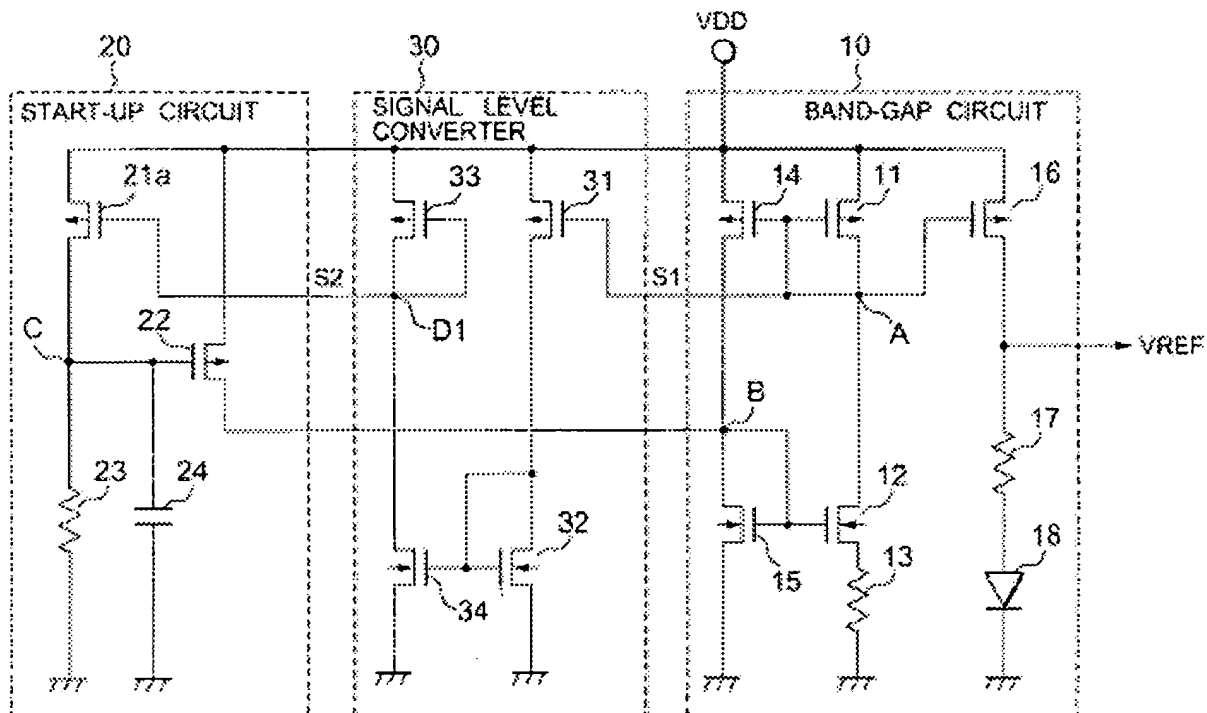 VDD
20
30
10
START-UP CIRCUIT
SIGNAL LEVEL
CONVERTER
BAND-GAP CIRCUIT
21a
33
31
14
11
16
S2
S1
C
22
D1
A
VREF
B
17
23
24
32
12
18
34
15
13